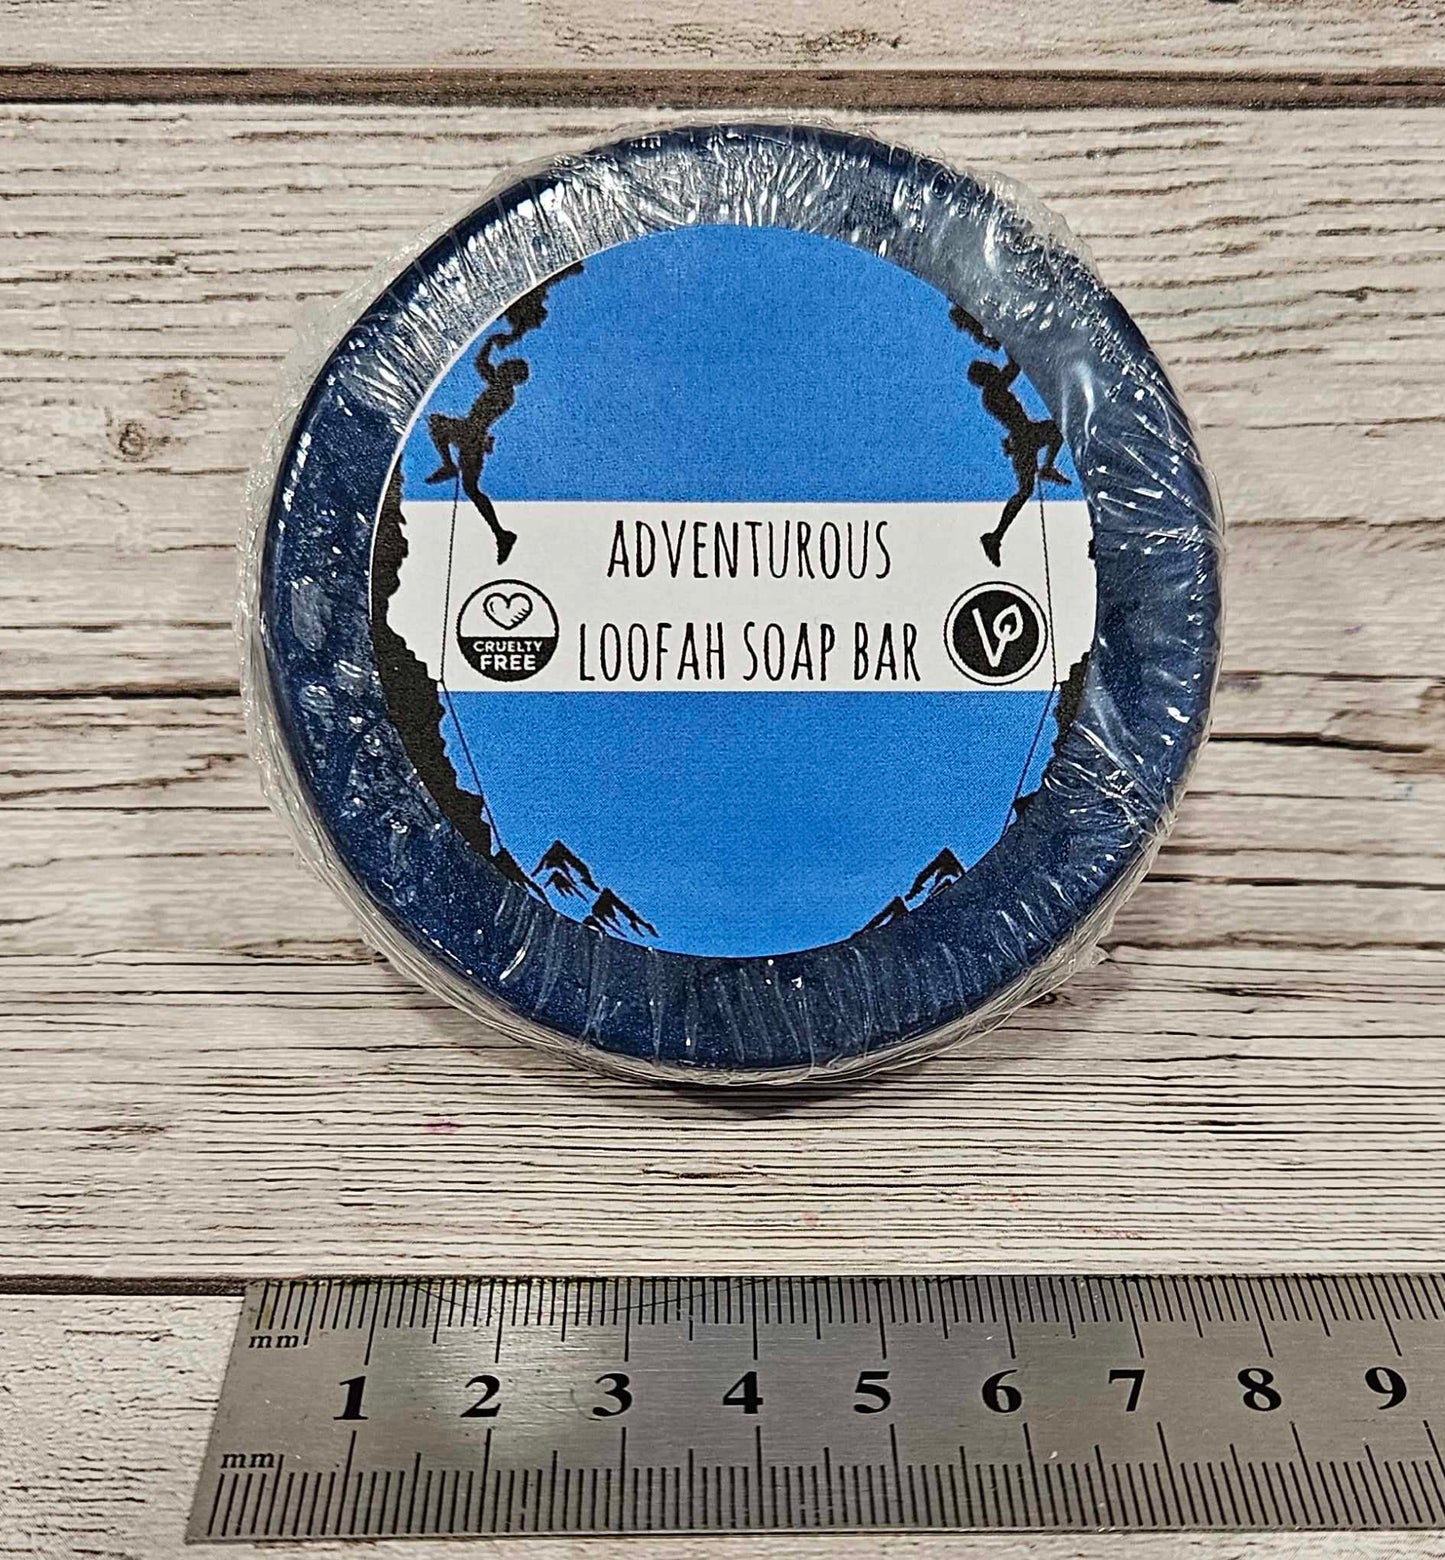 ADVENTUROUS
LOOFAH SOAP BAR
CRUELTY
FREE
V
mm
1 2 3 4 5 6 7 8 9
mm